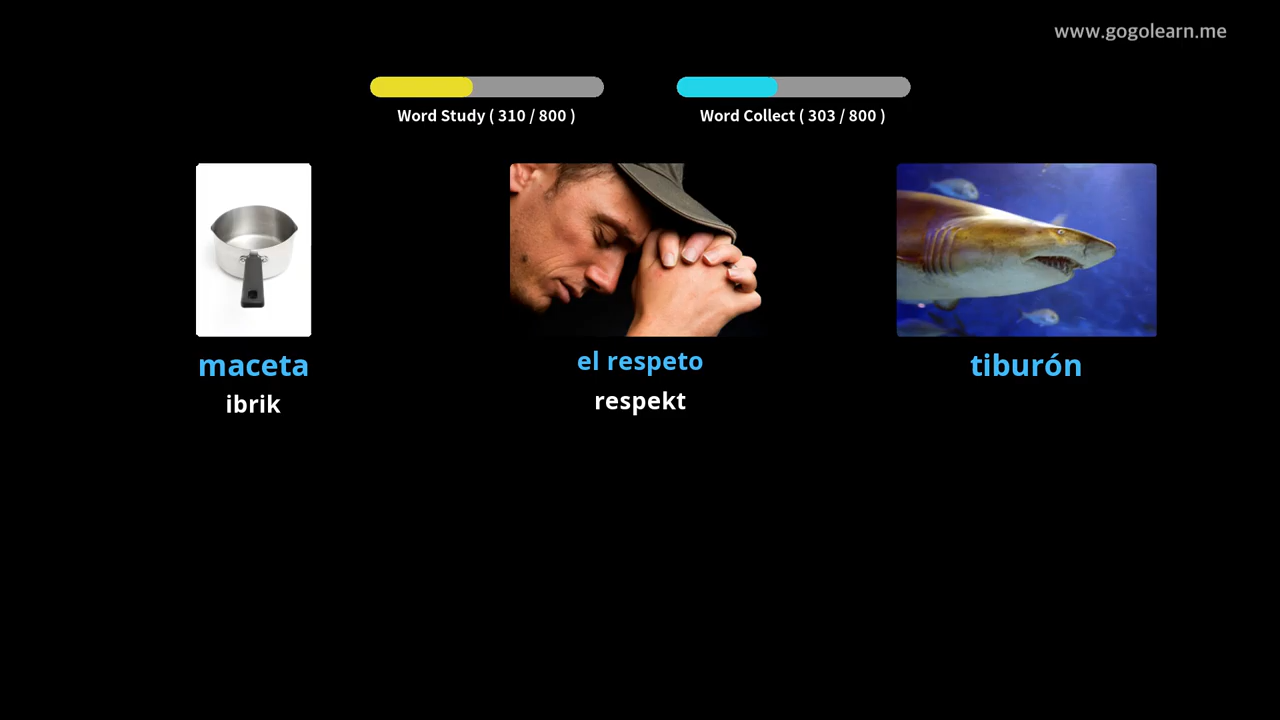 www.gogolearn.me
Word Study ( 310 / 800 )
Word Collect ( 303 / 800 )
maceta
ibrik
el respeto
respekt
tiburón